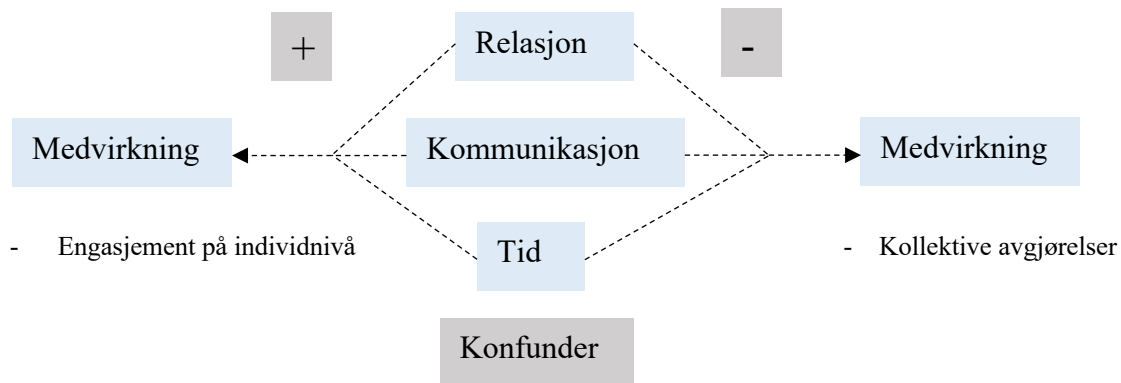 +
Relasjon
-
Medvirkning
Kommunikasjon
Medvirkning
- Engasjement på individnivå
Tid
- Kollektive avgjørelser
Konfunder